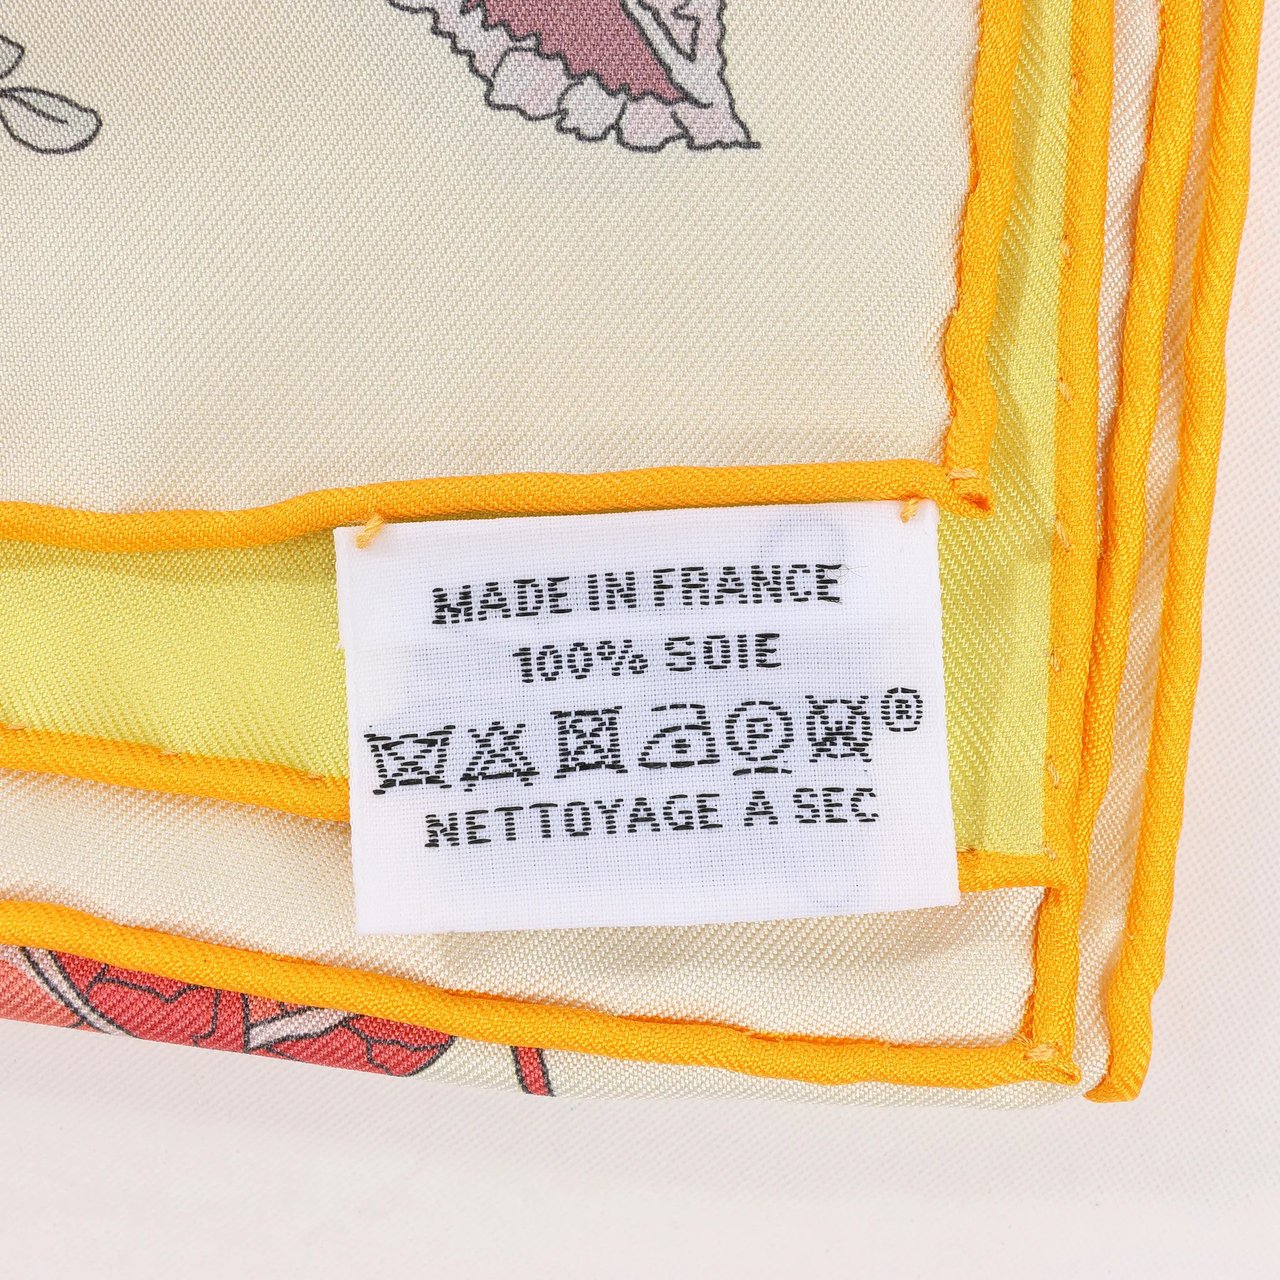 MADE IN FRANCE
100% SOIE
P W ®
NETTOYAGE A SEC